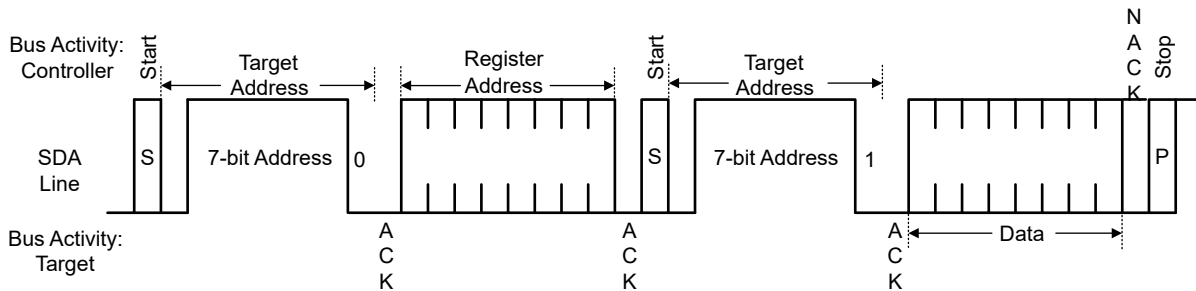 Bus Activity:
Controller
Start
Target
Address
Register
Address
Start
Target
Address
N
A
C
K
Stop
SDA
Line
S
7-bit Address
0
S
7-bit Address
1
P
Bus Activity:
Target
A
C
K
A
C
K
A
C
K
Data